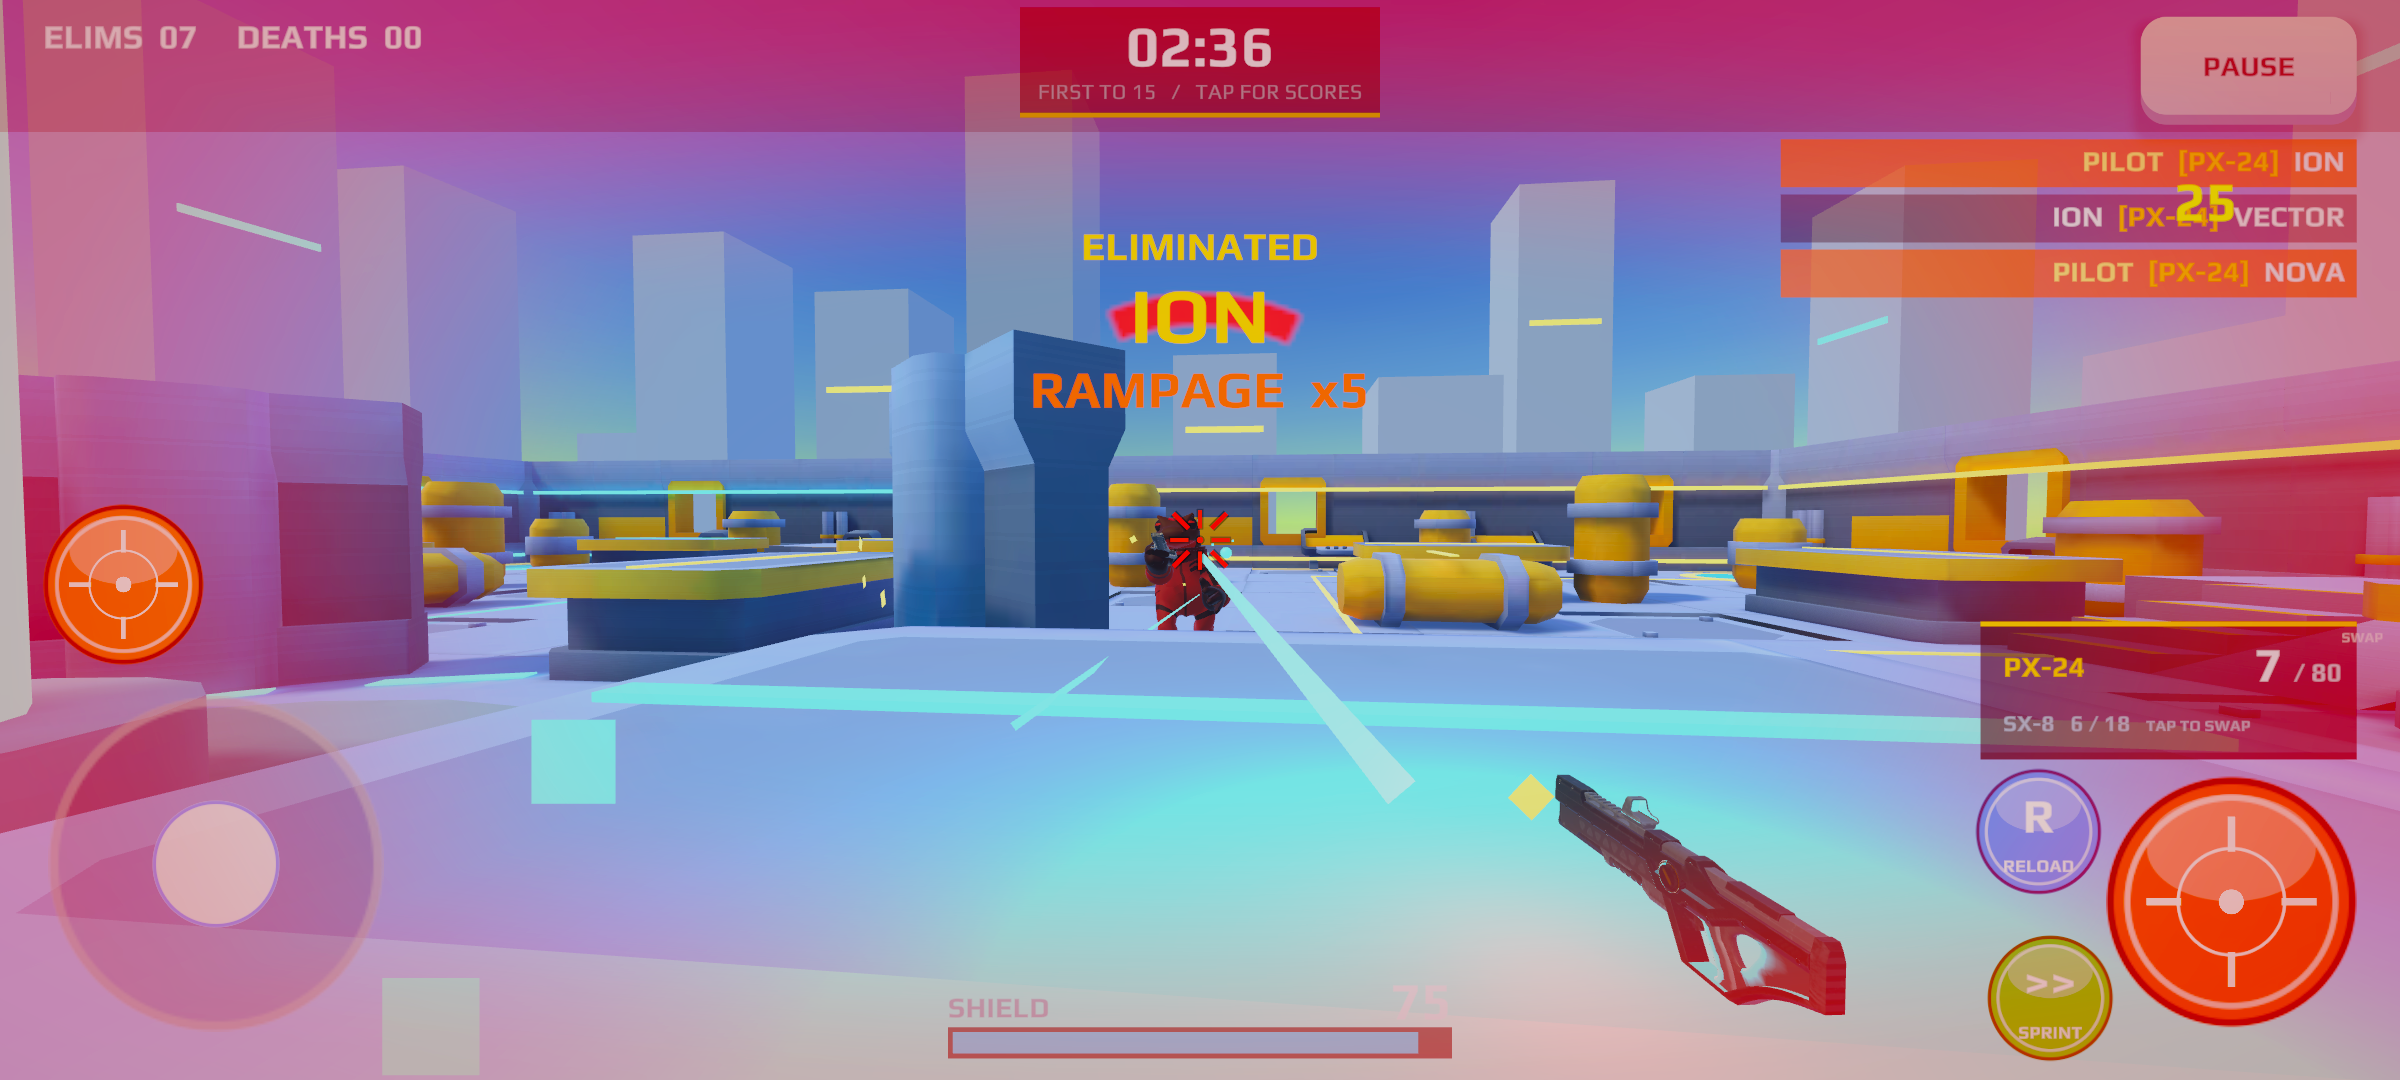 ELIMS 07 DEATHS 00
02:36
FIRST TO 15 / TAP FOR SCORES
PAUSE
PILOT [PX-24] ION
25
ION [PX-24] VECTOR
PILOT [PX-24] NOVA
ELIMINATED
ION
RAMPAGE x5
SWAP
PX-24 7 / 80
SX-8 6 / 18 TAP TO SWAP
R
RELOAD
>>
SPRINT
SHIELD 75